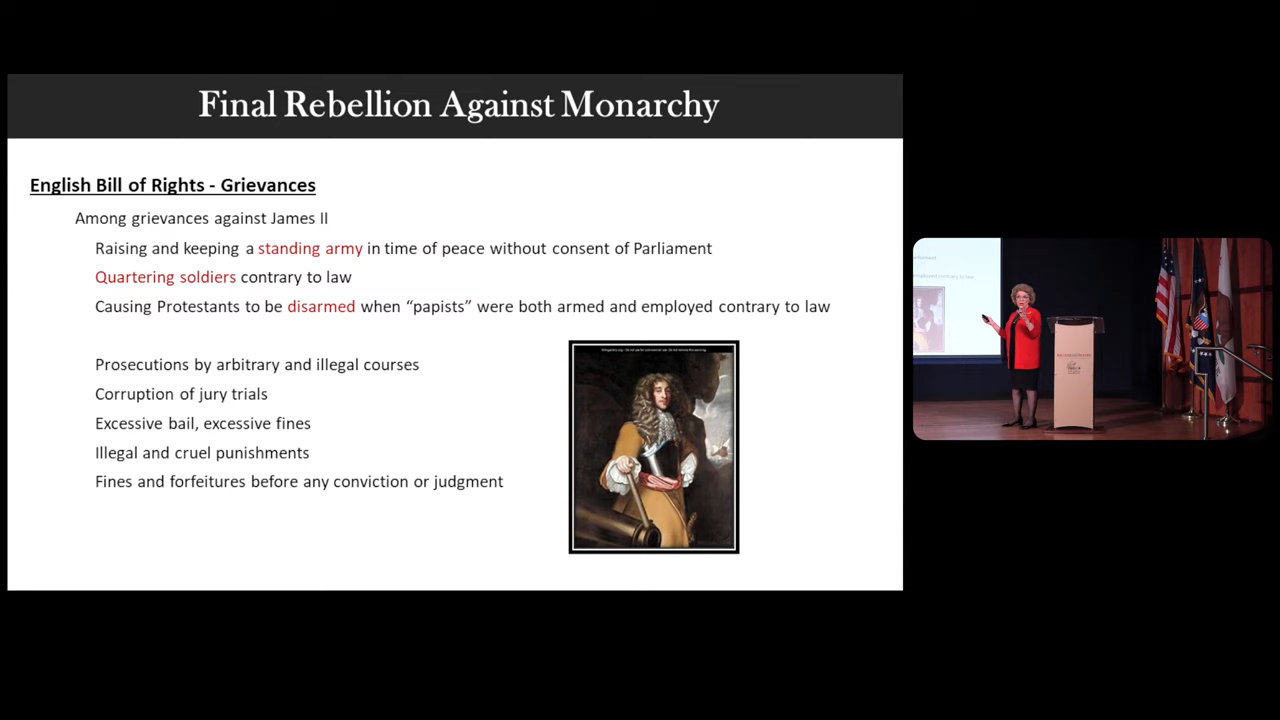 Final Rebellion Against Monarchy
English Bill of Rights - Grievances
Among grievances against James II
Raising and keeping a standing army in time of peace without consent of Parliament
Quartering soldiers contrary to law
Causing Protestants to be disarmed when “papists” were both armed and employed contrary to law
Prosecutions by arbitrary and illegal courses
Corruption of jury trials
Excessive bail, excessive fines
Illegal and cruel punishments
Fines and forfeitures before any conviction or judgment